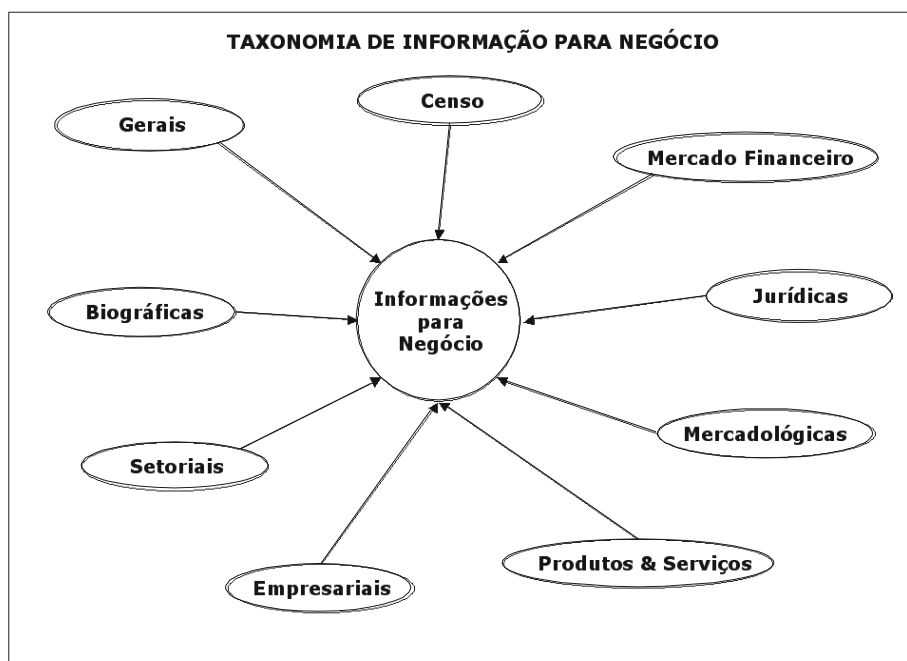 TAXONOMIA DE INFORMAÇÃO PARA NEGÓCIO
Censo
Gerais
Mercado Financeiro
Biográficas
Informações
para
Negócio
Jurídicas
Setoriais
Mercadológicas
Empresariais
Produtos & Serviços